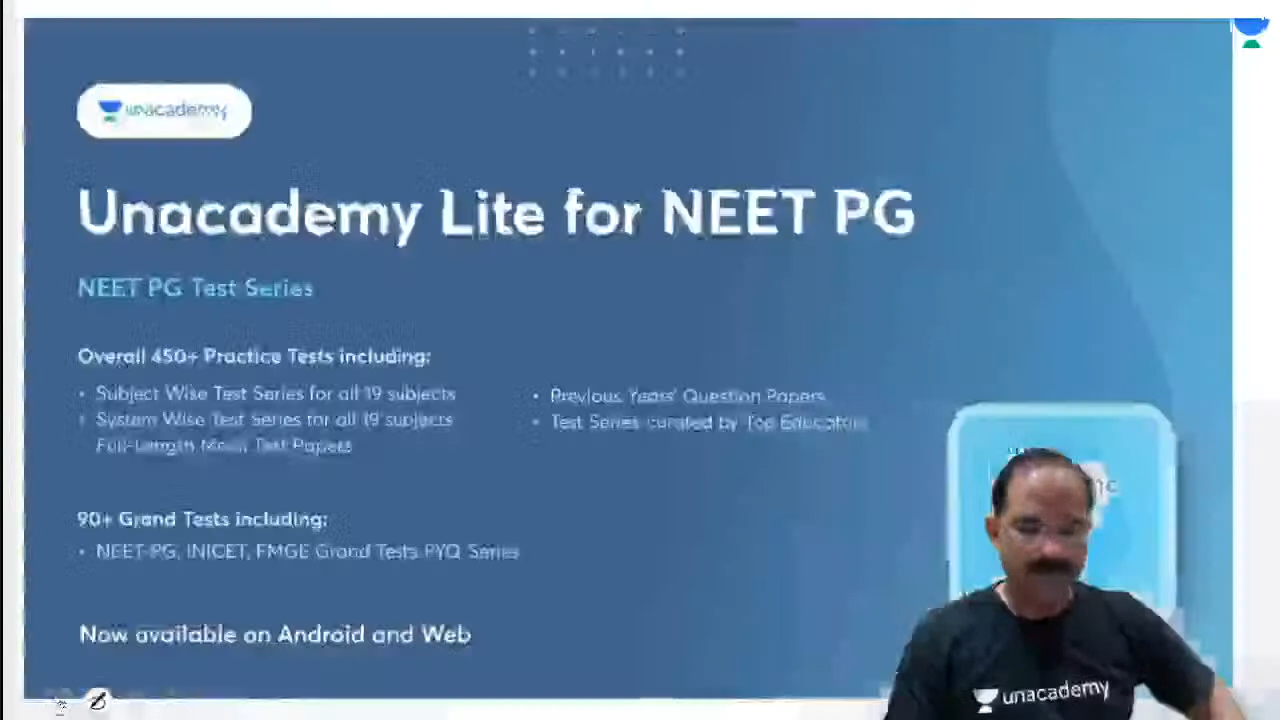 unacademy
Unacademy Lite for NEET PG
NEET PG Test Series
Overall 450+ Practice Tests including:
• Subject Wise Test Series for all 19 subjects
• System Wise Test Series for all 19 subjects
Full-Length Mock Test Papers
• Previous Years' Question Papers
• Test Series curated by Top Educators
90+ Grand Tests including:
• NEET-PG, INICET, FMGE Grand Tests PYQ Series
Now available on Android and Web
unacademy